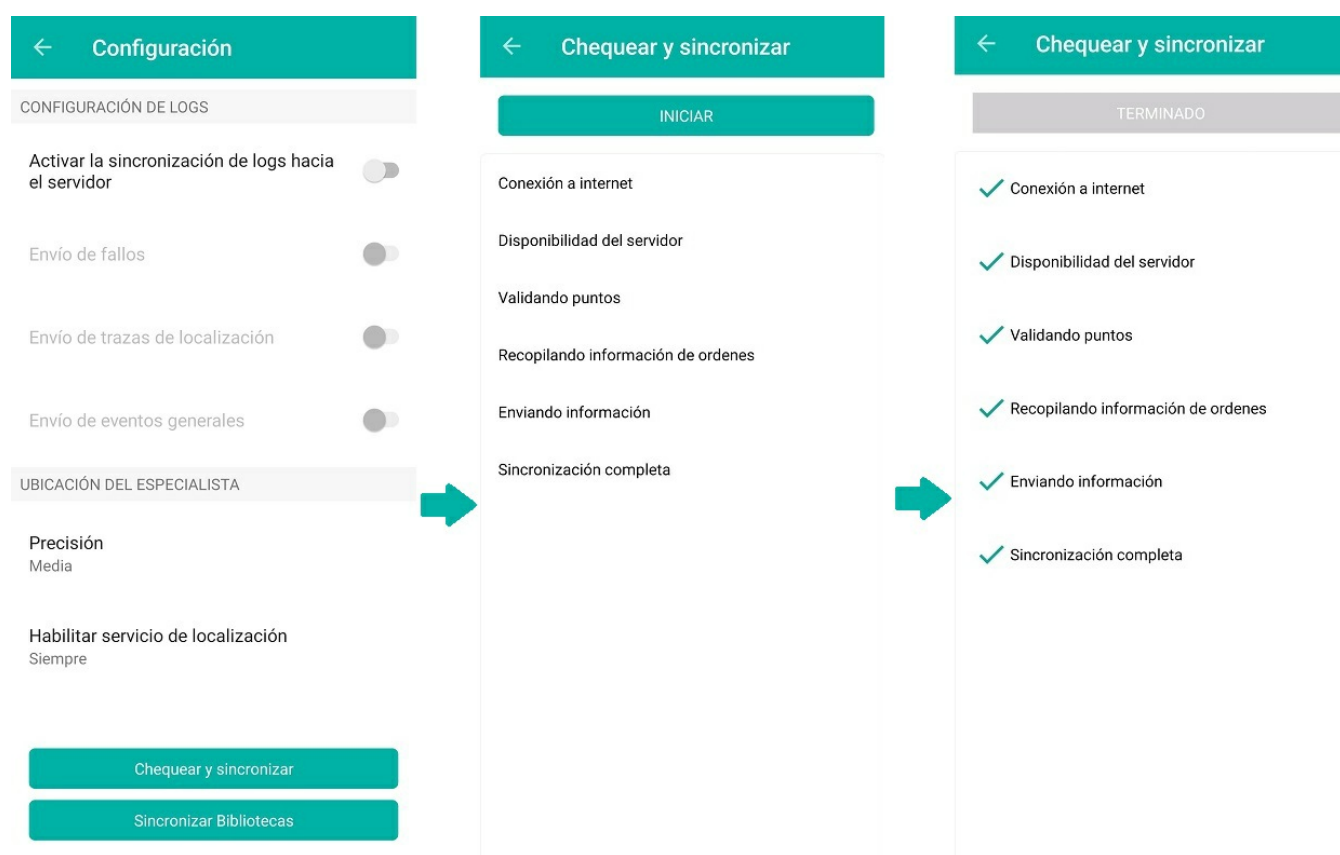 Configuración
CONFIGURACIÓN DE LOGS
Activar la sincronización de logs hacia
el servidor
Envío de fallos
Envío de trazas de localización
Envío de eventos generales
UBICACIÓN DEL ESPECIALISTA
Precisión
Media
Habilitar servicio de localización
Siempre
Chequear y sincronizar
Sincronizar Bibliotecas
Chequear y sincronizar
INICIAR
Conexión a internet
Disponibilidad del servidor
Validando puntos
Recopilando información de ordenes
Enviando información
Sincronización completa
Chequear y sincronizar
TERMINADO
Conexión a internet
Disponibilidad del servidor
Validando puntos
Recopilando información de ordenes
Enviando información
Sincronización completa